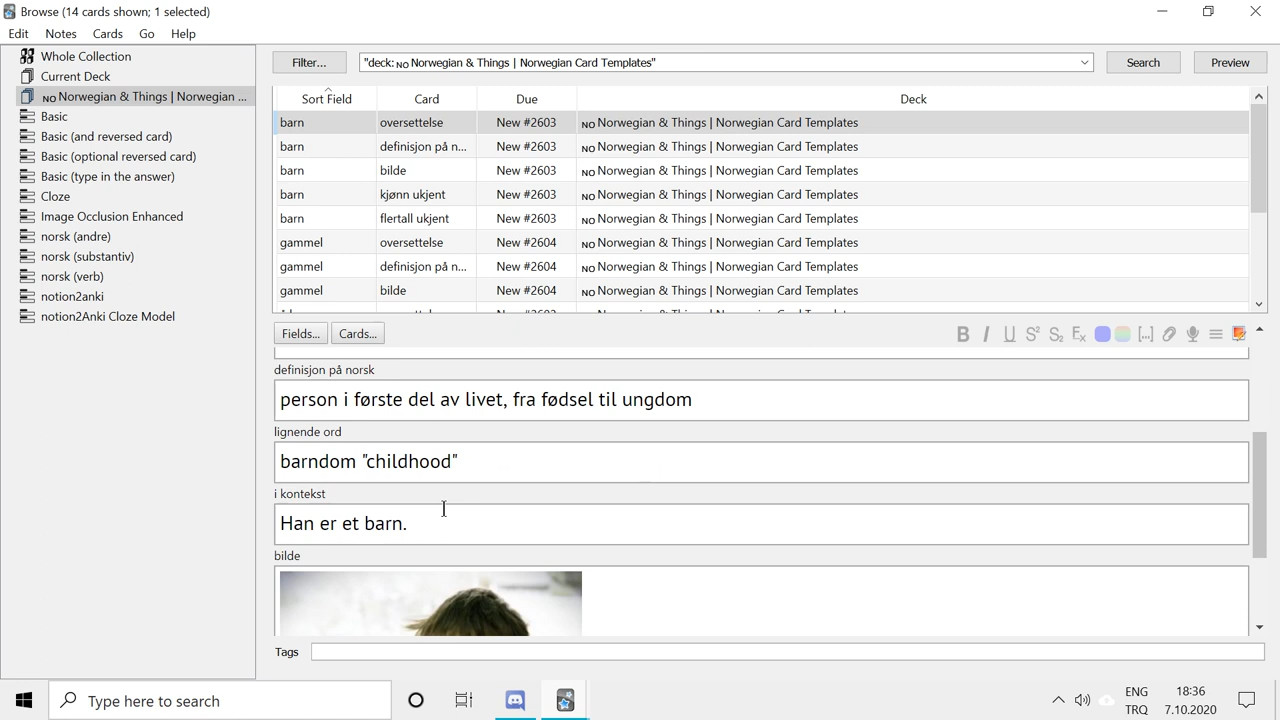 Browse (14 cards shown; 1 selected)
Edit Notes Cards Go Help
Whole Collection
Current Deck
NO Norwegian & Things | Norwegian ...
Basic
Basic (and reversed card)
Basic (optional reversed card)
Basic (type in the answer)
Cloze
Image Occlusion Enhanced
norsk (andre)
norsk (substantiv)
norsk (verb)
notion2anki
notion2Anki Cloze Model
Filter... "deck:NO Norwegian & Things | Norwegian Card Templates" Search Preview
Sort Field Card Due Deck
barn oversettelse New #2603 NO Norwegian & Things | Norwegian Card Templates
barn definisjon på n... New #2603 NO Norwegian & Things | Norwegian Card Templates
barn bilde New #2603 NO Norwegian & Things | Norwegian Card Templates
barn kjønn ukjent New #2603 NO Norwegian & Things | Norwegian Card Templates
barn flertall ukjent New #2603 NO Norwegian & Things | Norwegian Card Templates
gammel oversettelse New #2604 NO Norwegian & Things | Norwegian Card Templates
gammel definisjon på n... New #2604 NO Norwegian & Things | Norwegian Card Templates
gammel bilde New #2604 NO Norwegian & Things | Norwegian Card Templates
Fields... Cards...
definisjon på norsk
person i første del av livet, fra fødsel til ungdom
lignende ord
barndom "childhood"
i kontekst
Han er et barn.
bilde
Tags
Type here to search
ENG 18:36
TRQ 7.10.2020